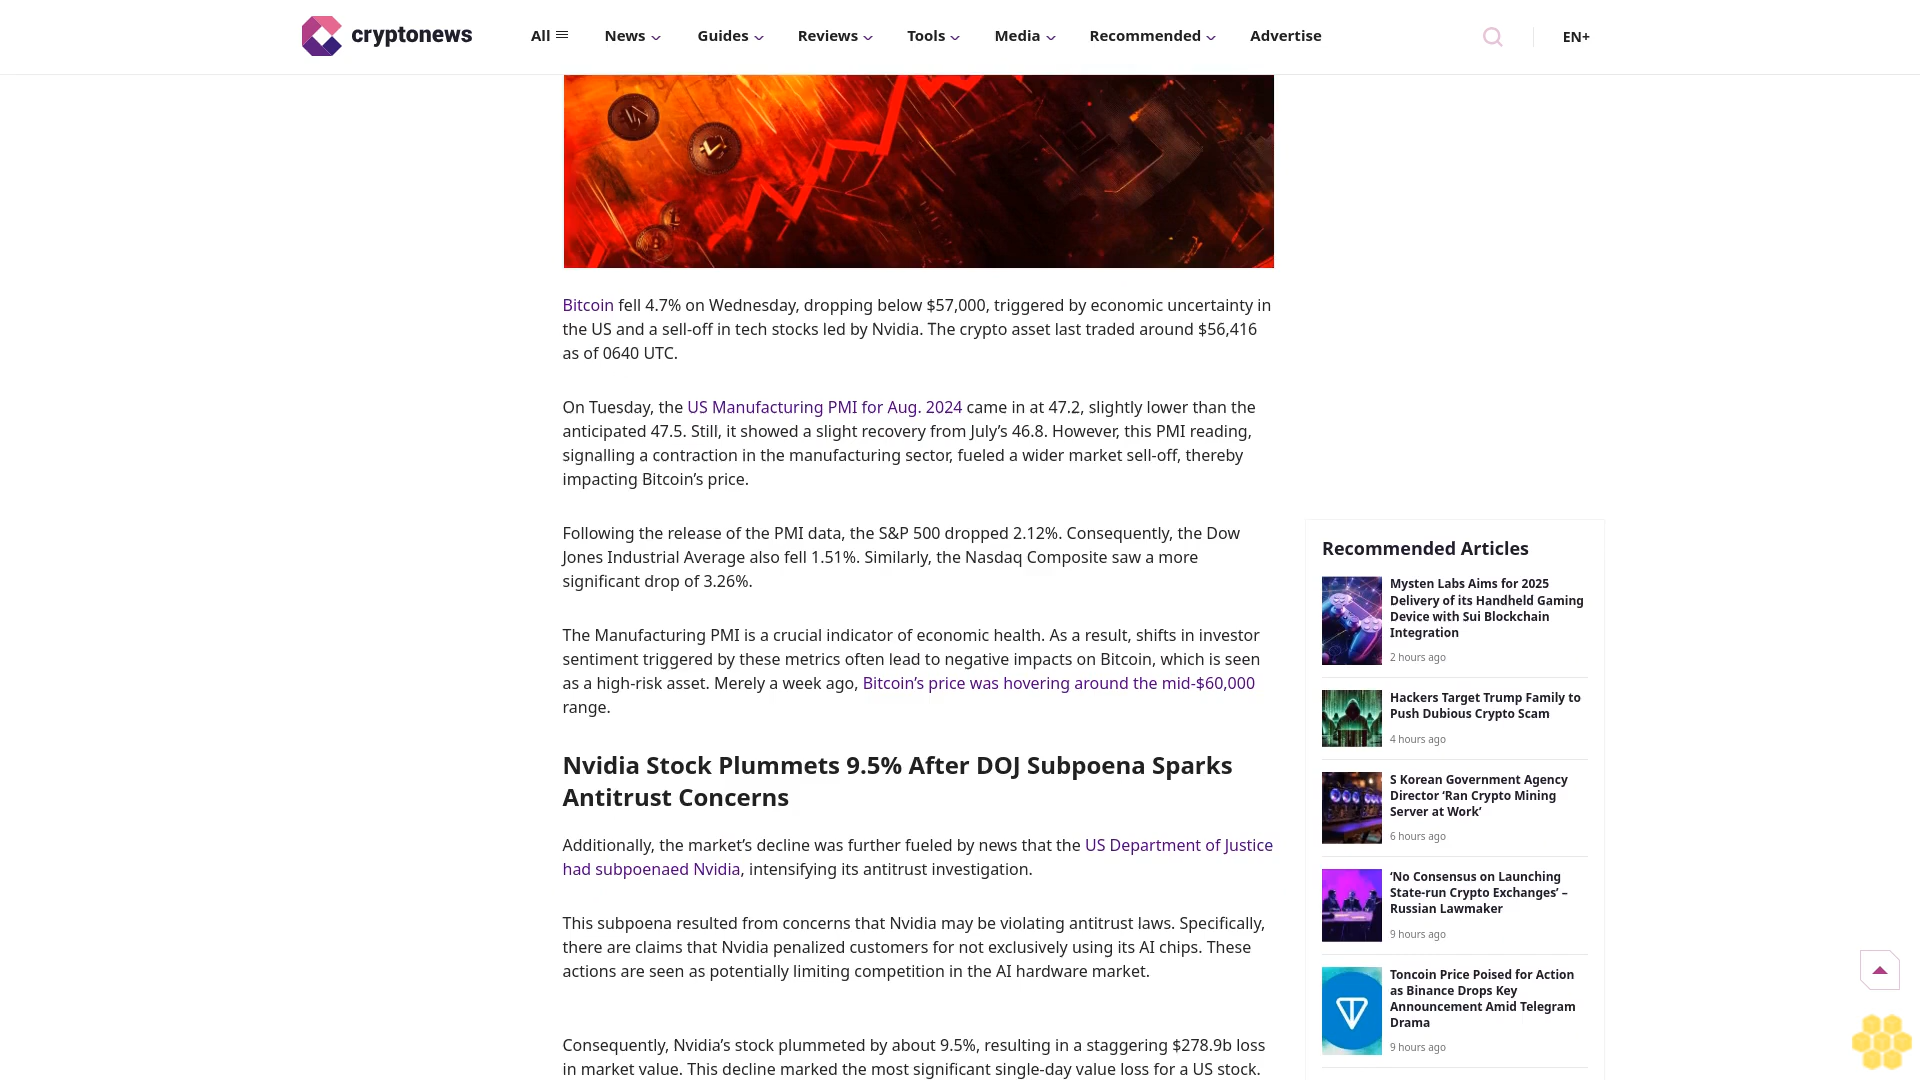 cryptonews
All
News
Guides
Reviews
Tools
Media
Recommended
Advertise
EN+
Bitcoin fell 4.7% on Wednesday, dropping below $57,000, triggered by economic uncertainty in
the US and a sell-off in tech stocks led by Nvidia. The crypto asset last traded around $56,416
as of 0640 UTC.
On Tuesday, the US Manufacturing PMI for Aug. 2024 came in at 47.2, slightly lower than the
anticipated 47.5. Still, it showed a slight recovery from July’s 46.8. However, this PMI reading,
signalling a contraction in the manufacturing sector, fueled a wider market sell-off, thereby
impacting Bitcoin’s price.
Following the release of the PMI data, the S&P 500 dropped 2.12%. Consequently, the Dow
Jones Industrial Average also fell 1.51%. Similarly, the Nasdaq Composite saw a more
significant drop of 3.26%.
The Manufacturing PMI is a crucial indicator of economic health. As a result, shifts in investor
sentiment triggered by these metrics often lead to negative impacts on Bitcoin, which is seen
as a high-risk asset. Merely a week ago, Bitcoin’s price was hovering around the mid-$60,000
range.
Nvidia Stock Plummets 9.5% After DOJ Subpoena Sparks
Antitrust Concerns
Additionally, the market’s decline was further fueled by news that the US Department of Justice
had subpoenaed Nvidia, intensifying its antitrust investigation.
This subpoena resulted from concerns that Nvidia may be violating antitrust laws. Specifically,
there are claims that Nvidia penalized customers for not exclusively using its AI chips. These
actions are seen as potentially limiting competition in the AI hardware market.
Consequently, Nvidia’s stock plummeted by about 9.5%, resulting in a staggering $278.9b loss
in market value. This decline marked the most significant single-day value loss for a US stock.
Recommended Articles
Mysten Labs Aims for 2025
Delivery of its Handheld Gaming
Device with Sui Blockchain
Integration
2 hours ago
Hackers Target Trump Family to
Push Dubious Crypto Scam
4 hours ago
S Korean Government Agency
Director ‘Ran Crypto Mining
Server at Work’
6 hours ago
‘No Consensus on Launching
State-run Crypto Exchanges’ –
Russian Lawmaker
9 hours ago
Toncoin Price Poised for Action
as Binance Drops Key
Announcement Amid Telegram
Drama
9 hours ago